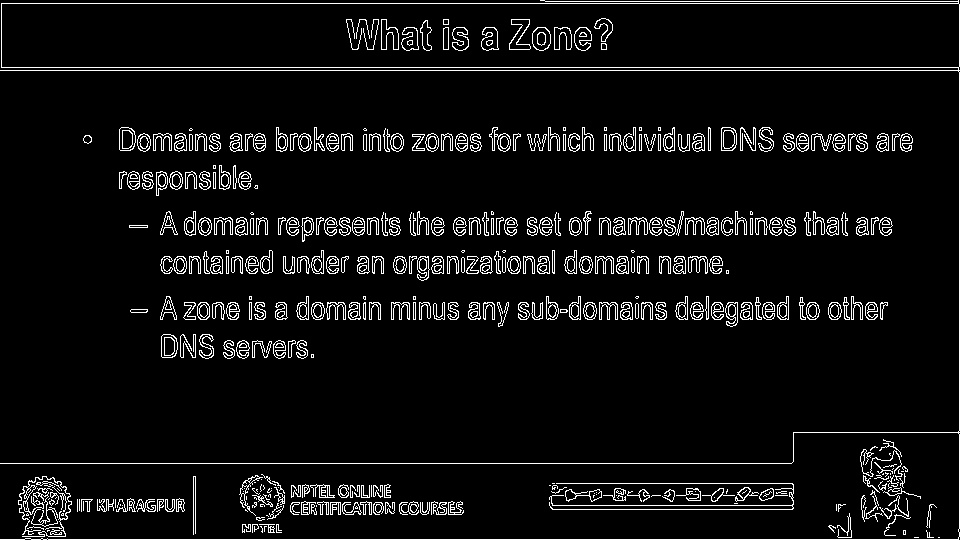 What is a Zone?
• Domains are broken into zones for which individual DNS servers are
responsible.
– A domain represents the entire set of names/machines that are
contained under an organizational domain name.
– A zone is a domain minus any sub-domains delegated to other
DNS servers.
IIT KHARAGPUR
NPTEL
NPTEL ONLINE
CERTIFICATION COURSES